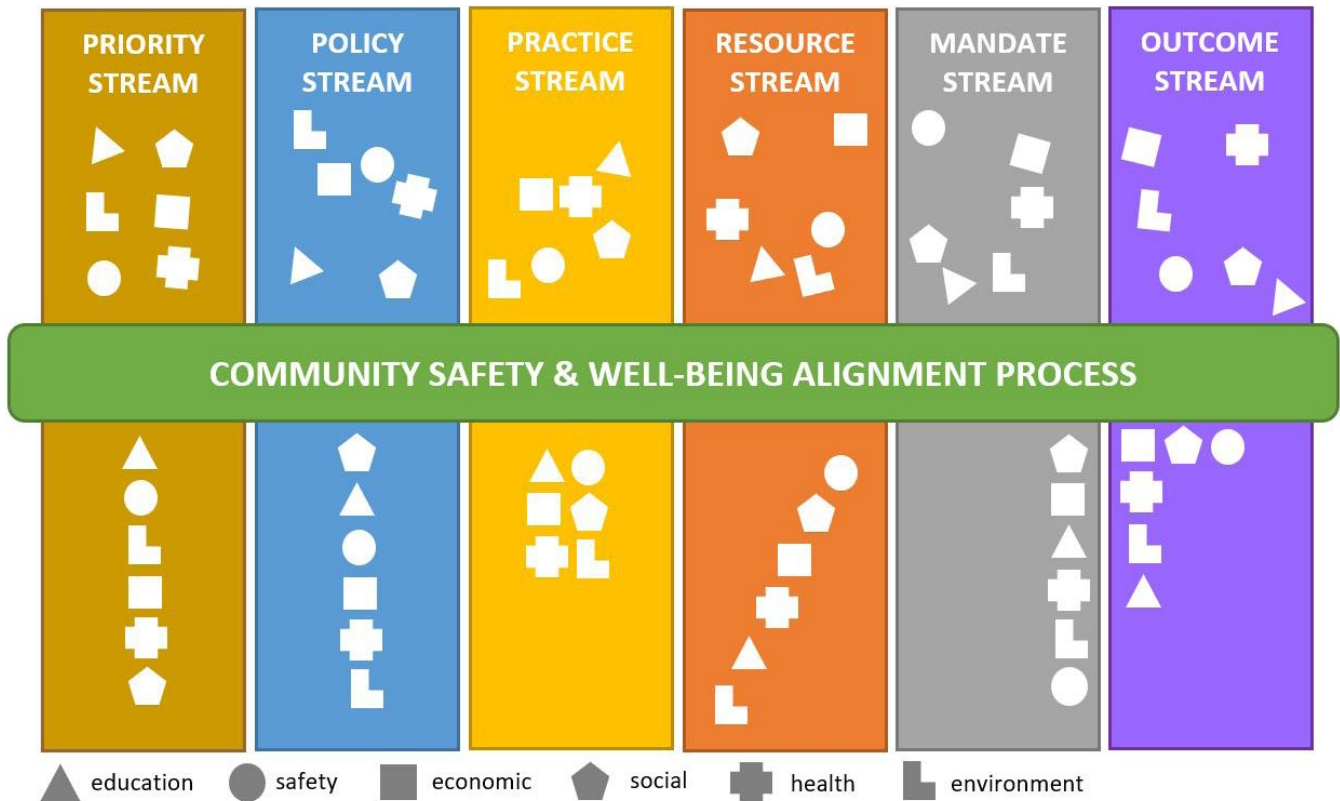 PRIORITY
STREAM
POLICY
STREAM
PRACTICE
STREAM
RESOURCE
STREAM
MANDATE
STREAM
OUTCOME
STREAM
COMMUNITY SAFETY & WELL-BEING ALIGNMENT PROCESS
education
safety
economic
social
health
environment